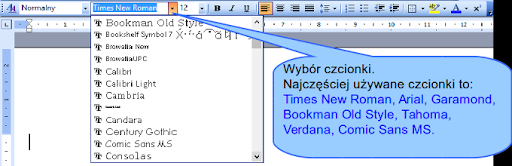 Normalny Times New Roman 12 B I U
Bookman Old Style
Bookshelf Symbol 7
Browallia New
BrowalliaUPC
Calibri
Calibri Light
Cambria
Candara
Century Gothic
Comic Sans MS
Consolas
Wybór czcionki.
Najczęściej używane czcionki to:
Times New Roman, Arial, Garamond,
Bookman Old Style, Tahoma,
Verdana, Comic Sans MS.